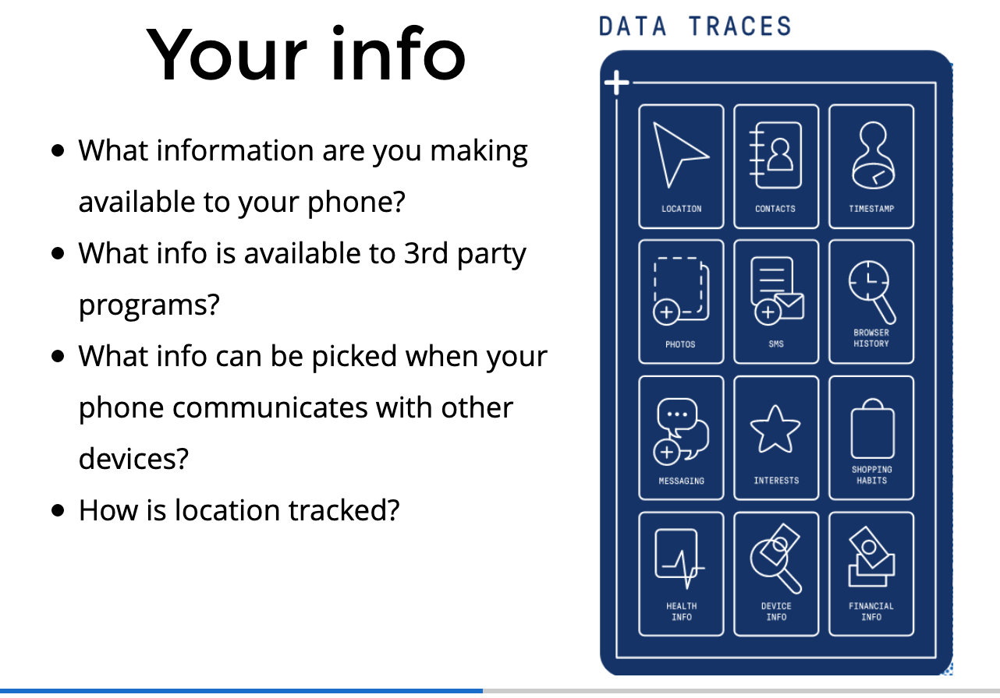 Your info
• What information are you making
available to your phone?
• What info is available to 3rd party
programs?
• What info can be picked when your
phone communicates with other
devices?
• How is location tracked?
DATA TRACES
LOCATION
CONTACTS
TIMESTAMP
PHOTOS
SMS
BROWSER
HISTORY
MESSAGING
INTERESTS
SHOPPING
HABITS
HEALTH
INFO
DEVICE
INFO
FINANCIAL
INFO